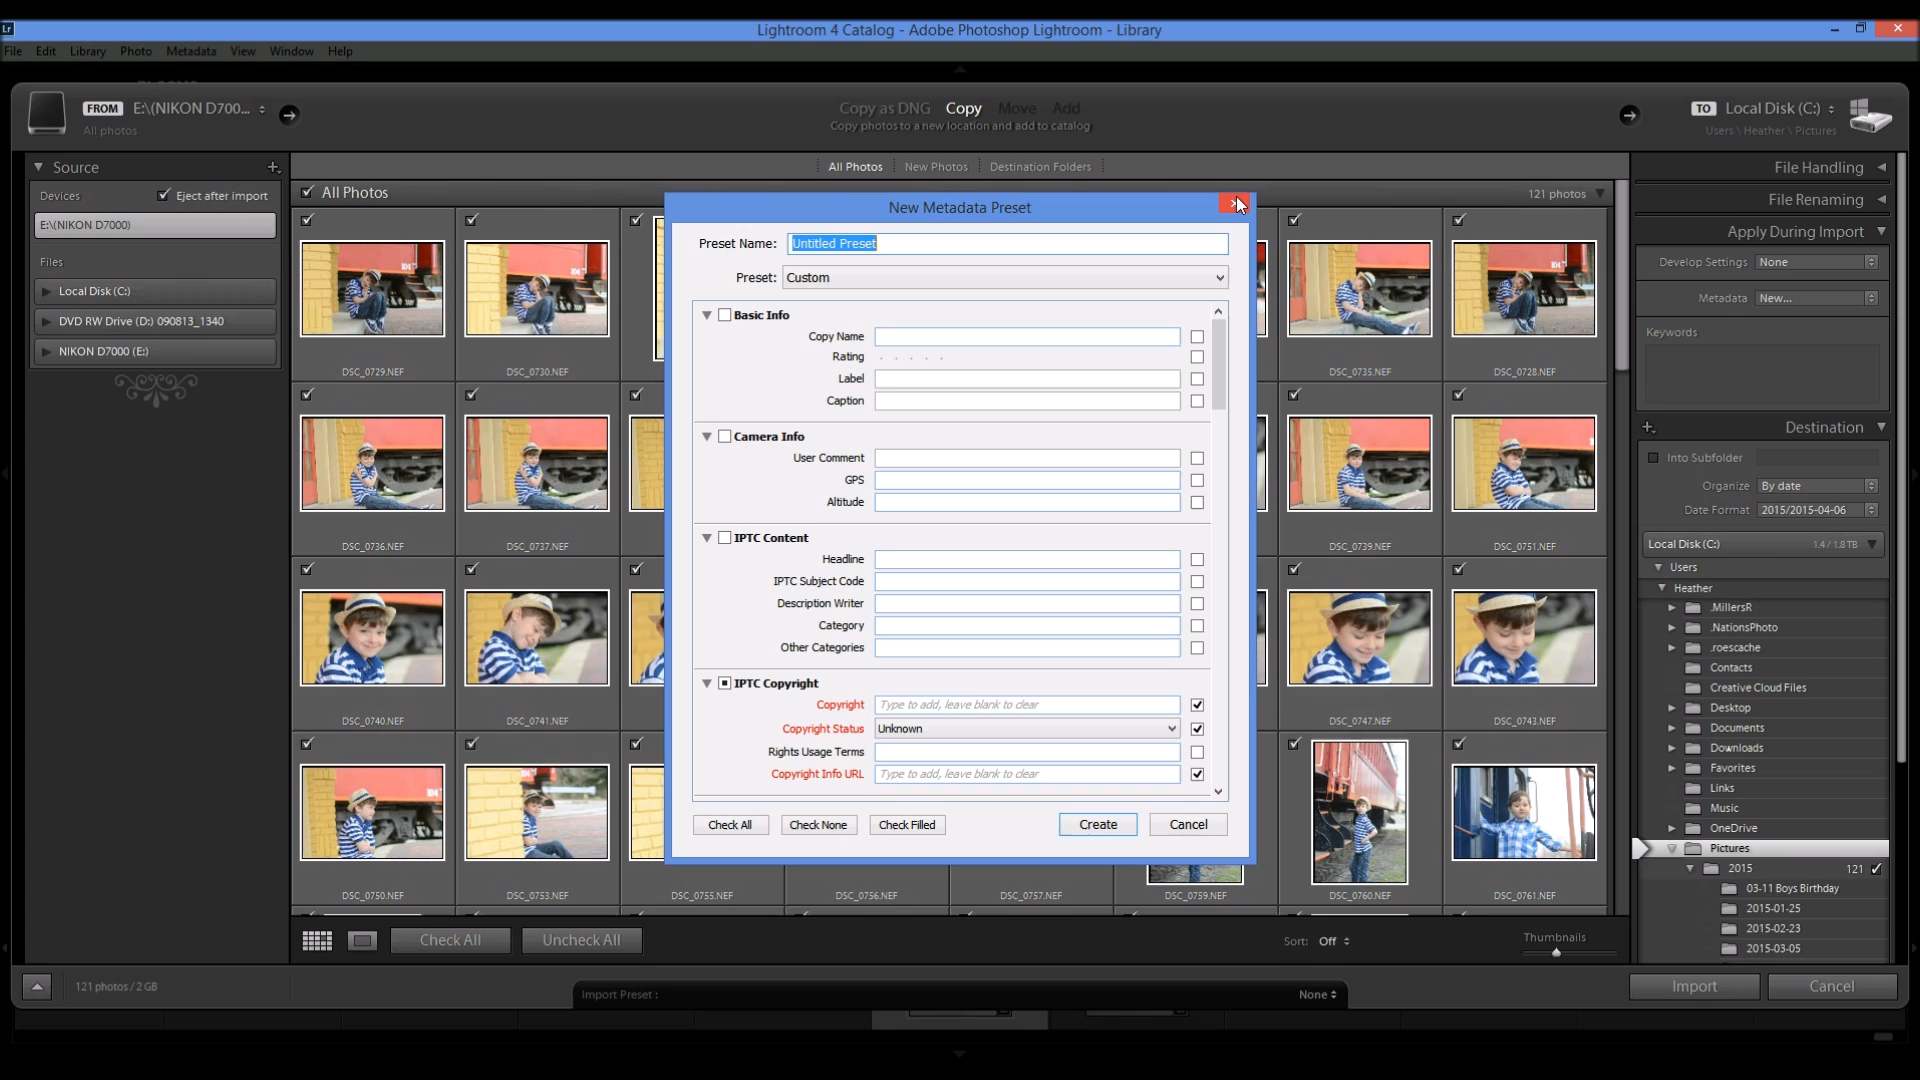 Lr
Lightroom 4 Catalog - Adobe Photoshop Lightroom - Library
File Edit Library Photo Metadata View Window Help
FROM E:\(NIKON D700...
All photos
Copy as DNG Copy Move Add
Copy photos to a new location and add to catalog
TO Local Disk (C:)
Users \ Heather \ Pictures
Source
Devices Eject after import
E:\(NIKON D7000)
Files
Local Disk (C:)
DVD RW Drive (D:) 090813_1340
NIKON D7000 (E:)
All Photos New Photos Destination Folders
All Photos
121 photos
DSC_0729.NEF
DSC_0730.NEF
DSC_0735.NEF
DSC_0728.NEF
DSC_0736.NEF
DSC_0737.NEF
DSC_0739.NEF
DSC_0751.NEF
DSC_0740.NEF
DSC_0741.NEF
DSC_0747.NEF
DSC_0743.NEF
DSC_0750.NEF
DSC_0753.NEF
DSC_0755.NEF
DSC_0756.NEF
DSC_0757.NEF
DSC_0759.NEF
DSC_0760.NEF
DSC_0761.NEF
New Metadata Preset
Preset Name: Untitled Preset
Preset: Custom
Basic Info
Copy Name
Rating
Label
Caption
Camera Info
User Comment
GPS
Altitude
IPTC Content
Headline
IPTC Subject Code
Description Writer
Category
Other Categories
IPTC Copyright
Copyright Type to add, leave blank to clear
Copyright Status Unknown
Rights Usage Terms
Copyright Info URL Type to add, leave blank to clear
Check All Check None Check Filled Create Cancel
File Handling
File Renaming
Apply During Import
Develop Settings None
Metadata New...
Keywords
Destination
Into Subfolder
Organize By date
Date Format 2015/2015-04-06
Local Disk (C:) 1.4 / 1.8 TB
Users
Heather
.MillersR
.NationsPhoto
.roescache
Contacts
Creative Cloud Files
Desktop
Documents
Downloads
Favorites
Links
Music
OneDrive
Pictures
2015 121
03-11 Boys Birthday
2015-01-25
2015-02-23
2015-03-05
Check All Uncheck All
Sort: Off
Thumbnails
121 photos / 2 GB
Import Preset : None
Import Cancel